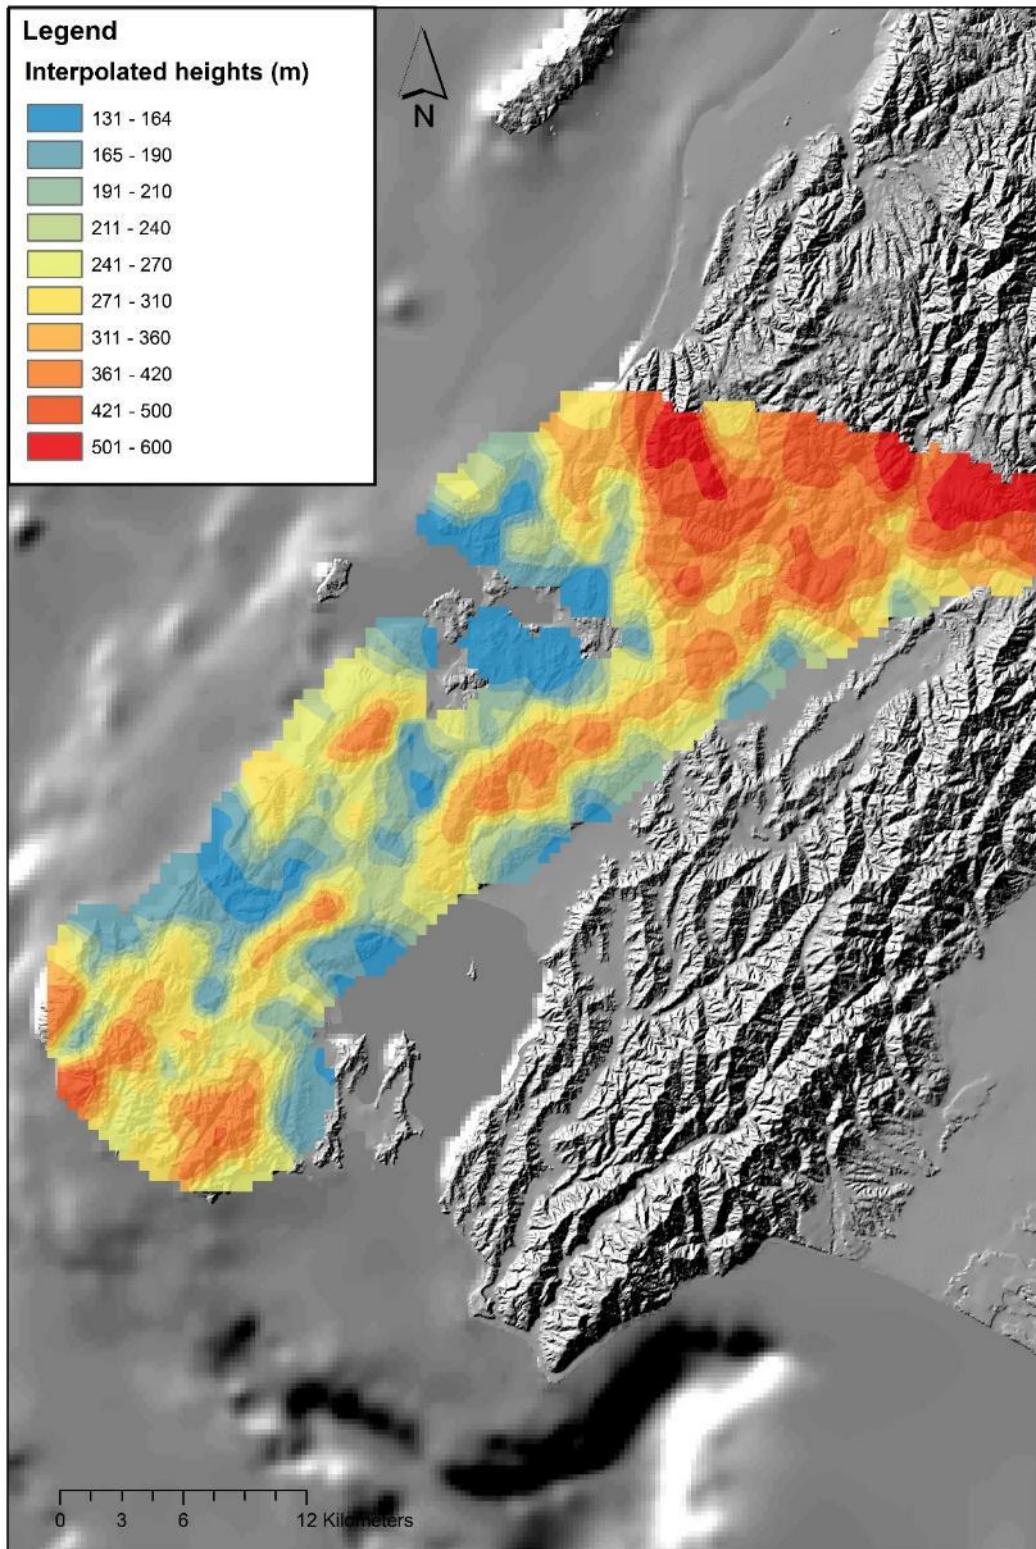 Legend
Interpolated heights (m)
131 - 164
165 - 190
191 - 210
211 - 240
241 - 270
271 - 310
311 - 360
361 - 420
421 - 500
501 - 600
N
0 3 6 12 Kilometers